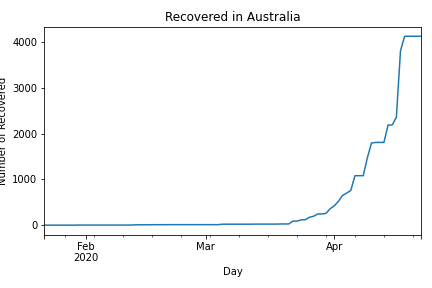 Recovered in Australia
Number of Recovered
4000
3000
2000
1000
0
Feb
2020
Mar
Apr
Day